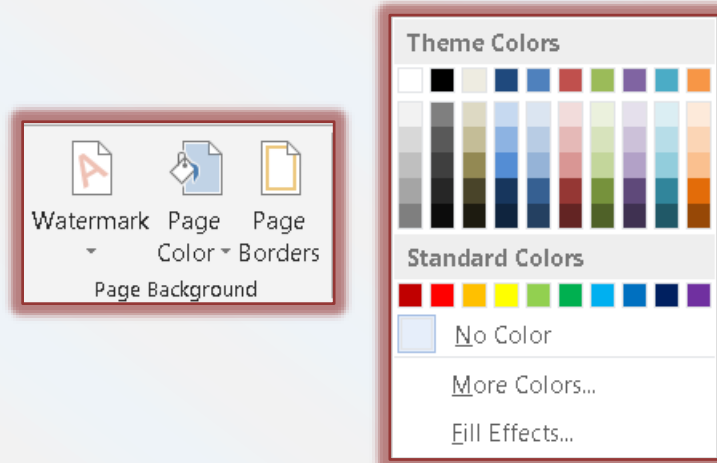 Watermark Page Page
Color Borders
Page Background
Theme Colors
Standard Colors
No Color
More Colors...
Fill Effects...